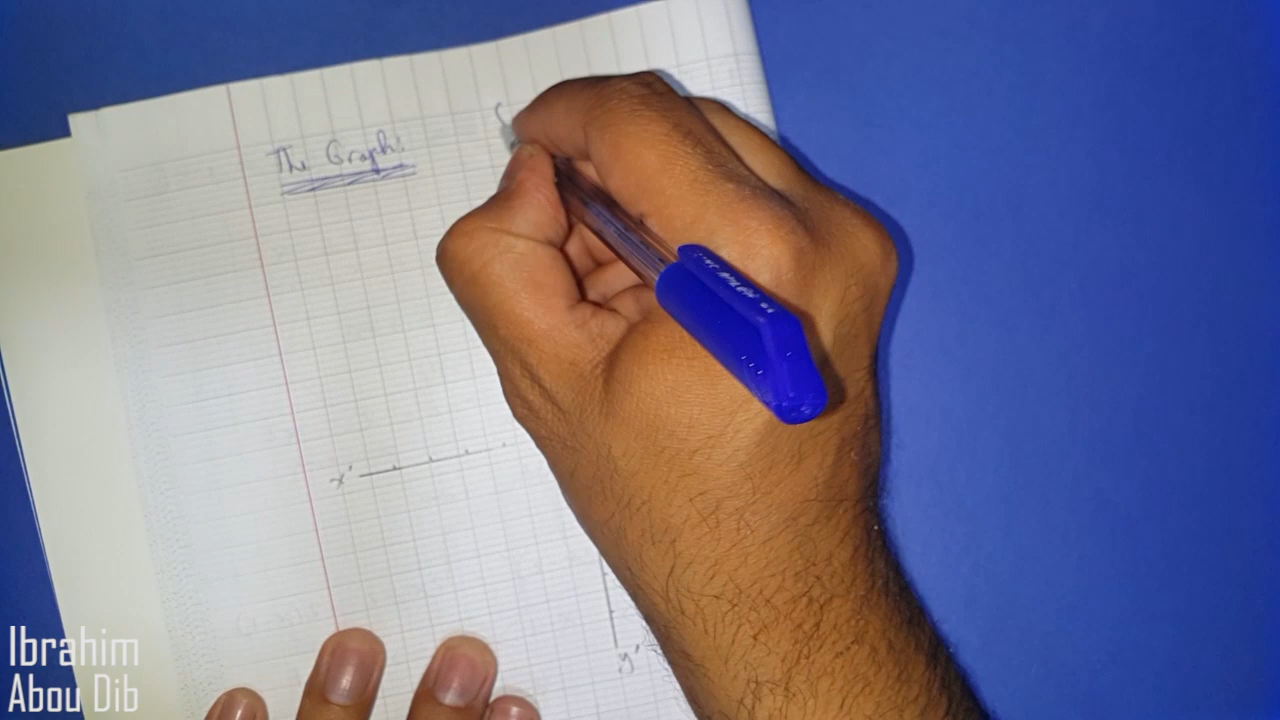 The Graph:
x'
y'
Ibrahim
Abou Dib